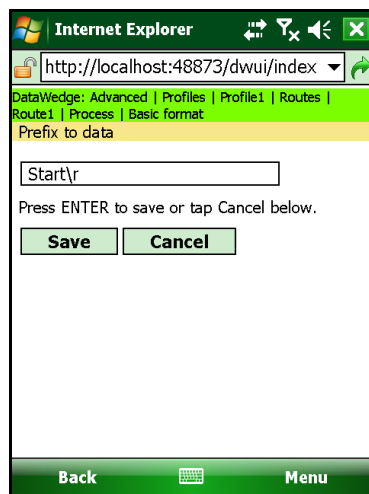 Internet Explorer
http://localhost:48873/dwui/index
DataWedge: Advanced | Profiles | Profile1 | Routes |
Route1 | Process | Basic format
Prefix to data
Start\r
Press ENTER to save or tap Cancel below.
Save Cancel
Back Menu